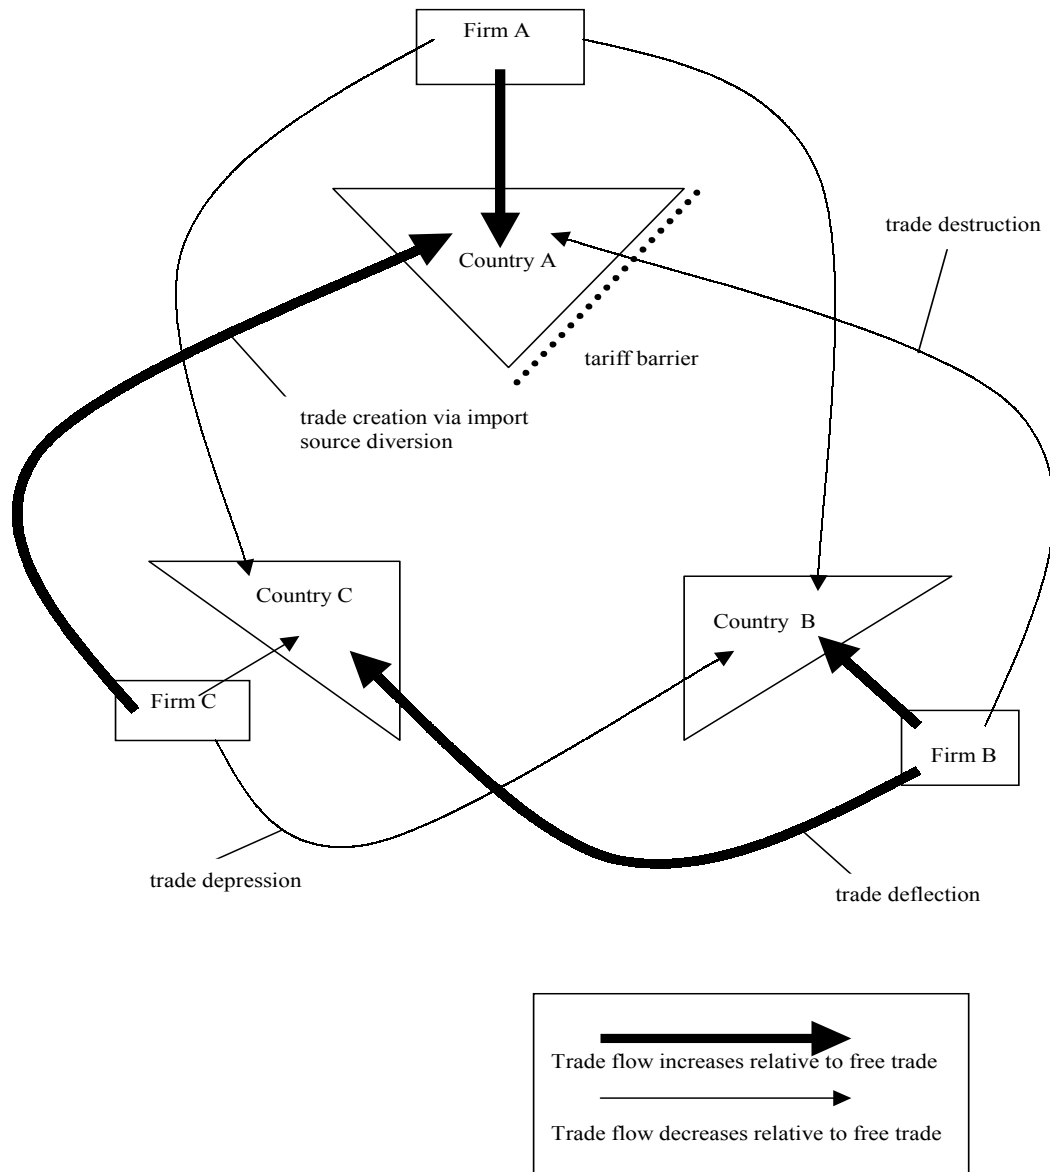 Firm A
trade destruction
Country A
tariff barrier
trade creation via import
source diversion
Country C
Country B
Firm C
Firm B
trade depression
trade deflection
Trade flow increases relative to free trade
Trade flow decreases relative to free trade